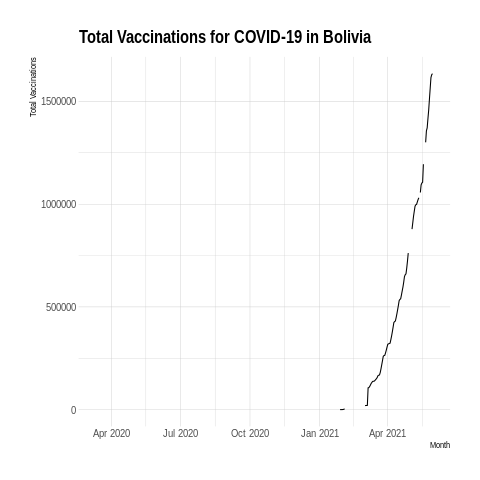 Total Vaccinations for COVID-19 in Bolivia
Total Vaccinations
1500000
1000000
500000
0
Apr 2020 Jul 2020 Oct 2020 Jan 2021 Apr 2021
Month